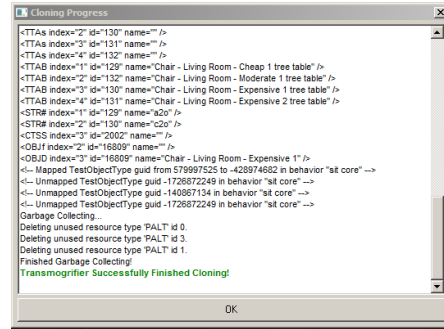 Cloning Progress
<TTAs index="2" id="130" name="" />
<TTAs index="3" id="131" name="" />
<TTAs index="4" id="132" name="" />
<TTAB index="1" id="129" name="Chair - Living Room - Cheap 1 tree table" />
<TTAB index="2" id="132" name="Chair - Living Room - Moderate 1 tree table" />
<TTAB index="3" id="130" name="Chair - Living Room - Expensive 1 tree table" />
<TTAB index="4" id="131" name="Chair - Living Room - Expensive 2 tree table" />
<STR# index="1" id="129" name="a2o" />
<STR# index="2" id="130" name="c2o" />
<CTSS index="3" id="2002" name="" />
<OBJf index="2" id="16809" name="" />
<OBJD index="3" id="16809" name="Chair - Living Room - Expensive 1" />
<!-- Mapped TestObjectType guid from 579997525 to -428974682 in behavior "sit core" -->
<!-- Unmapped TestObjectType guid -1726872249 in behavior "sit core" -->
<!-- Unmapped TestObjectType guid -140867134 in behavior "sit core" -->
<!-- Unmapped TestObjectType guid -1726872249 in behavior "sit core" -->
Garbage Collecting...
Deleting unused resource type 'PALT' id 0.
Deleting unused resource type 'PALT' id 3.
Deleting unused resource type 'PALT' id 1.
Finished Garbage Collecting!
Transmogrifier Successfully Finished Cloning!
OK